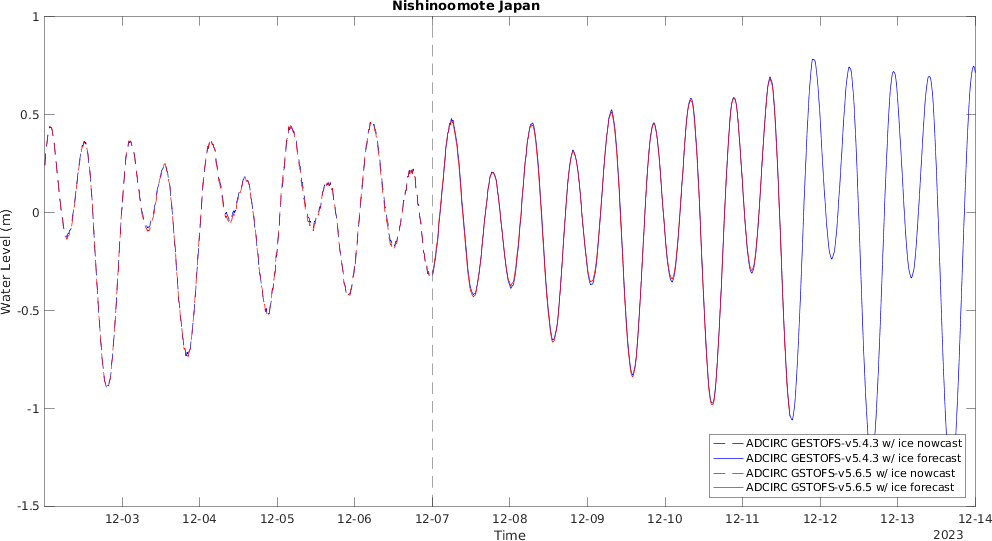 Nishinoomote Japan
Water Level (m)
1
0.5
0
-0.5
-1
-1.5
12-03
12-04
12-05
12-06
12-07
12-08
12-09
12-10
12-11
12-12
12-13
12-14
Time
2023
ADCIRC GESTOFS-v5.4.3 w/ ice nowcast
ADCIRC GESTOFS-v5.4.3 w/ ice forecast
ADCIRC GSTOFS-v5.6.5 w/ ice nowcast
ADCIRC GSTOFS-v5.6.5 w/ ice forecast